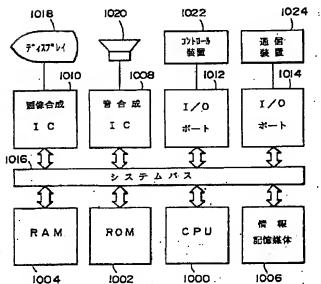 1018
1020
1022
1024
ディスプレイ
コントローラ
装置
通信
装置
1010
1008
1012
1014
画像合成
IC
音合成
IC
I/O
ポート
I/O
ポート
1016
システムバス
RAM
ROM
CPU
情報
記憶媒体
1004
1002
1000
1006